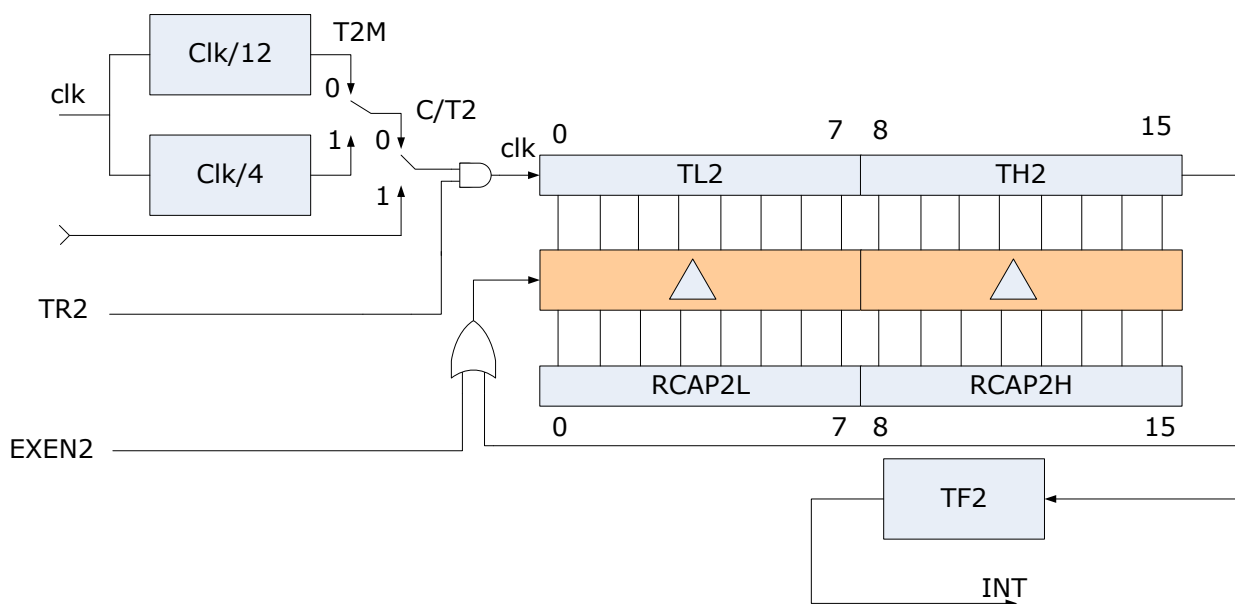 Clk/12
T2M
0
clk
C/T2
1
0
Clk/4
1
clk
0
7
8
15
TL2
TH2
TR2
RCAP2L
RCAP2H
0
7
8
15
EXEN2
TF2
INT